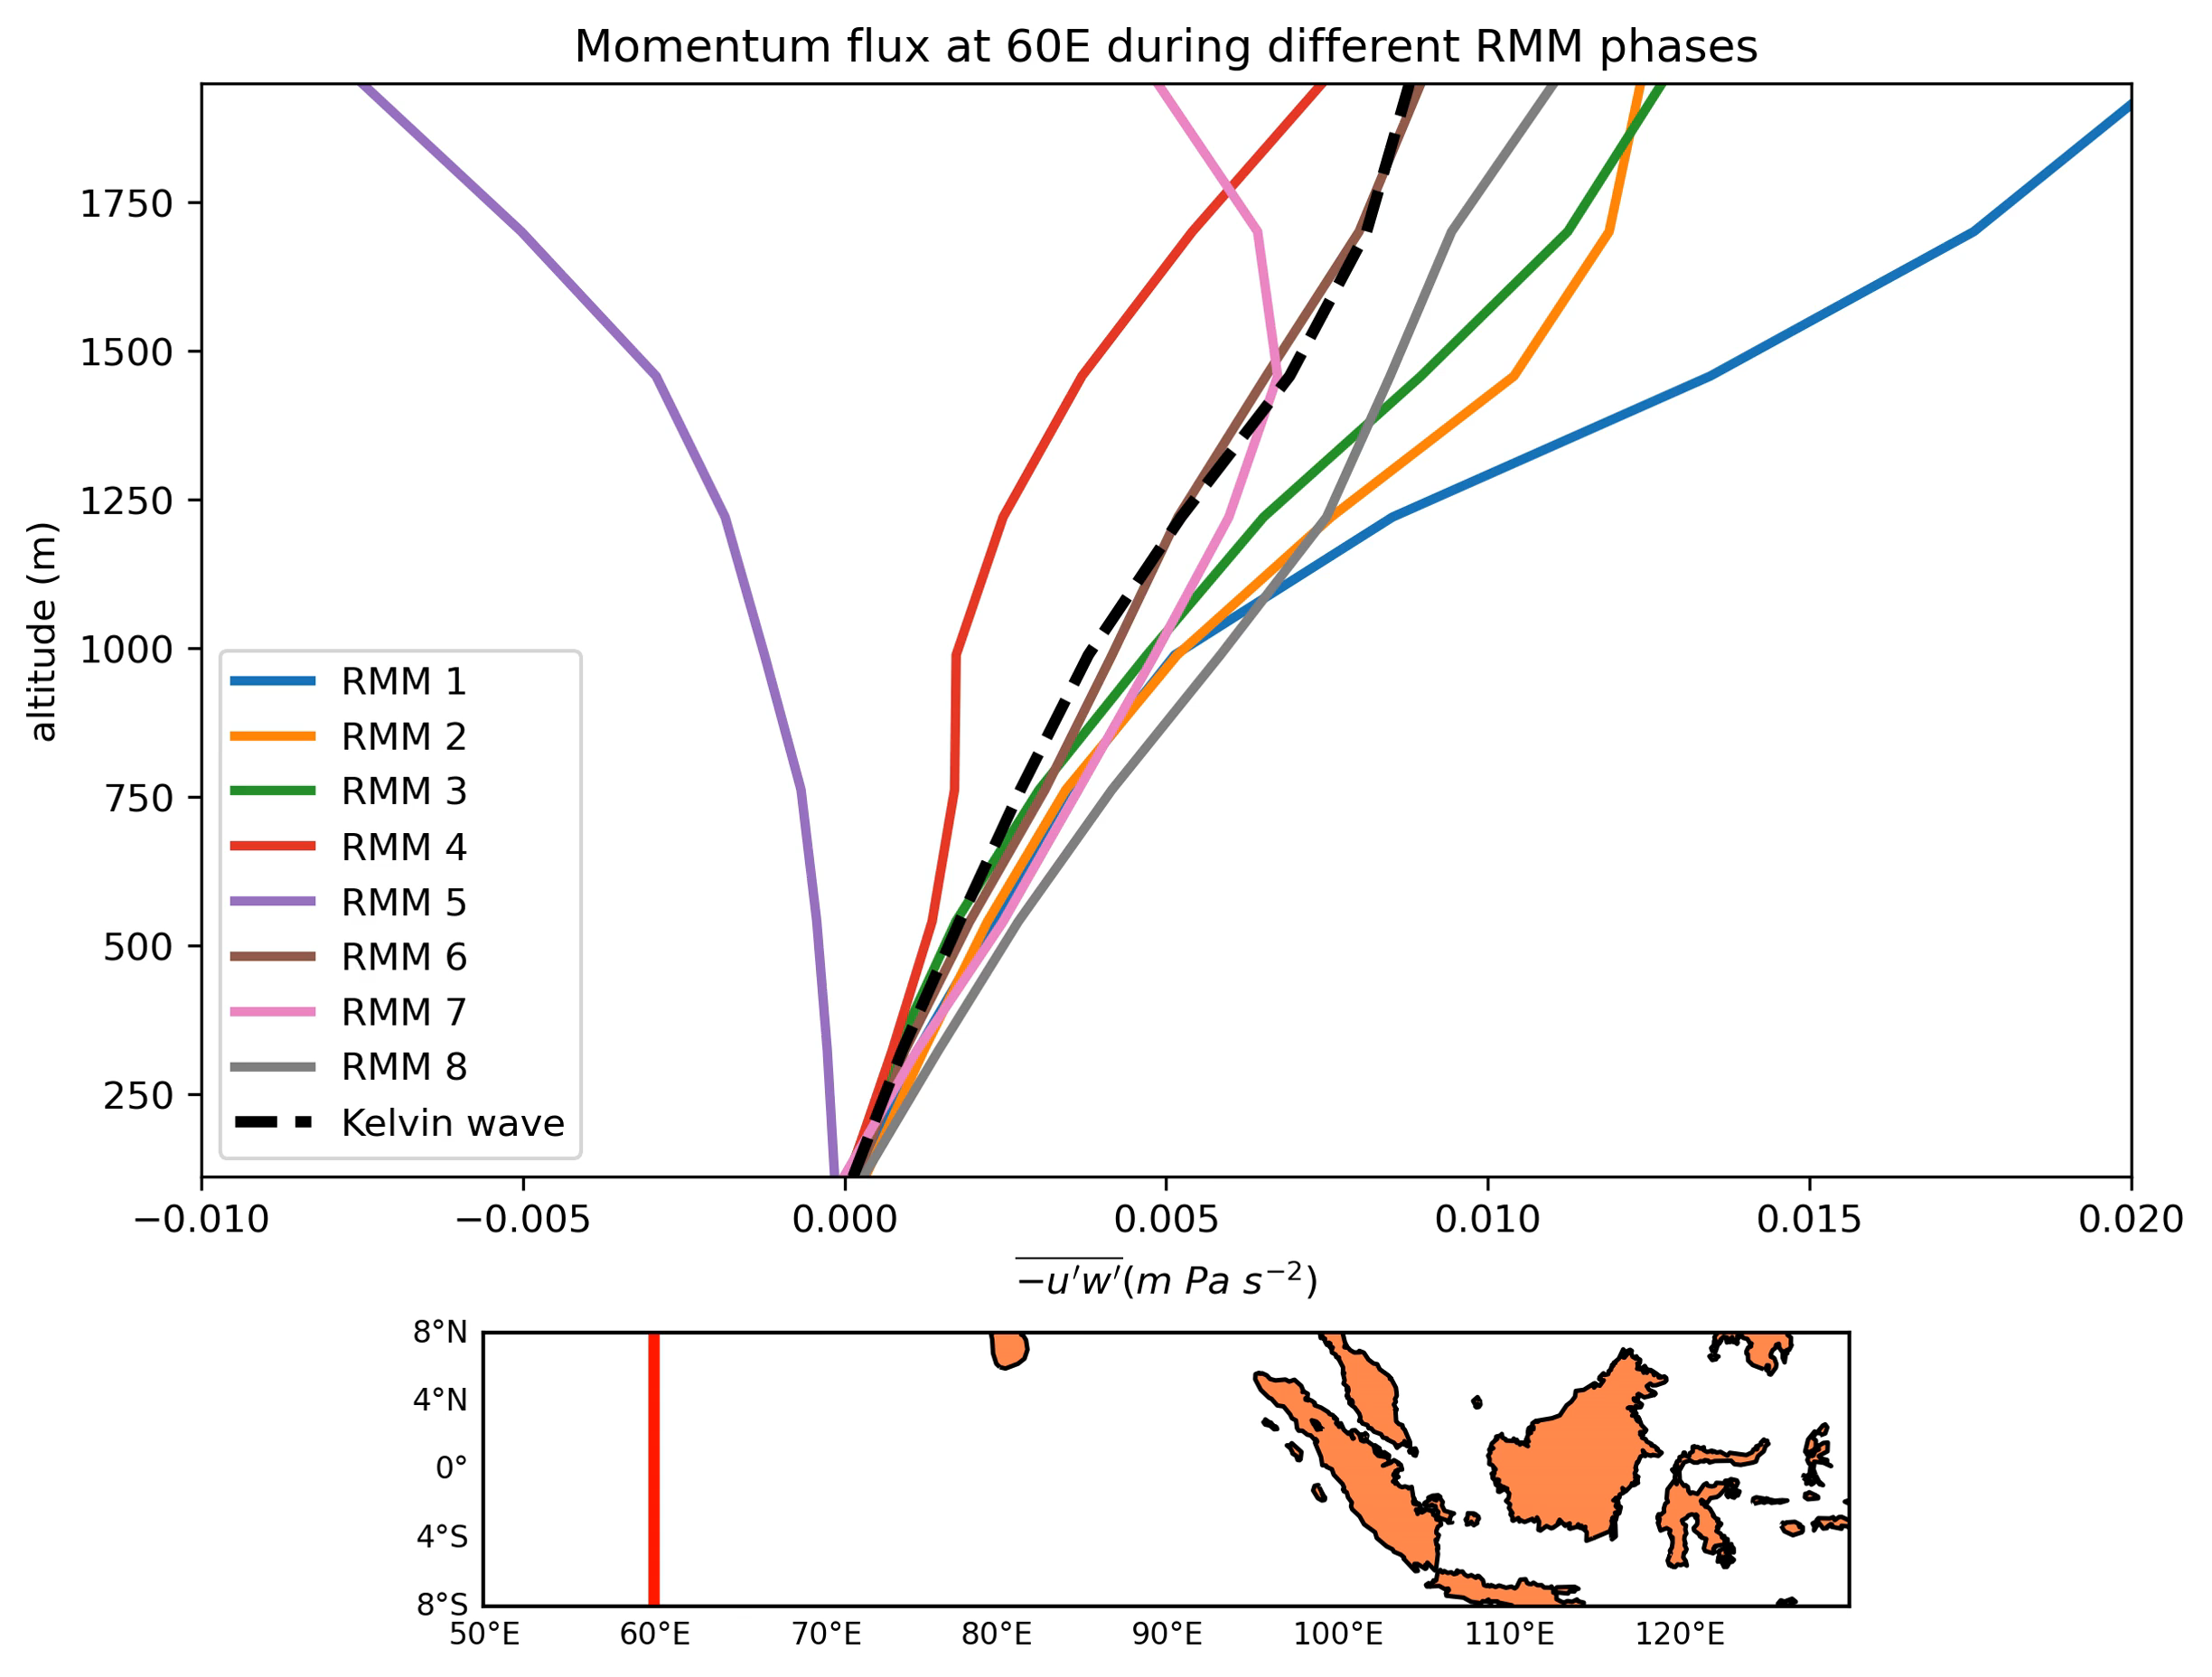 Momentum flux at 60E during different RMM phases
1750
1500
1250
1000
750
500
250
altitude (m)
RMM 1
RMM 2
RMM 3
RMM 4
RMM 5
RMM 6
RMM 7
RMM 8
Kelvin wave
−0.010 −0.005 0.000 0.005 0.010 0.015 0.020
−u′w′(m Pa s⁻²)
8°N
4°N
0°
4°S
8°S
50°E 60°E 70°E 80°E 90°E 100°E 110°E 120°E